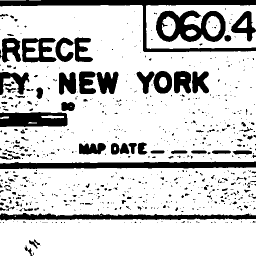 060.4
REECE
TY, NEW YORK
MAP DATE